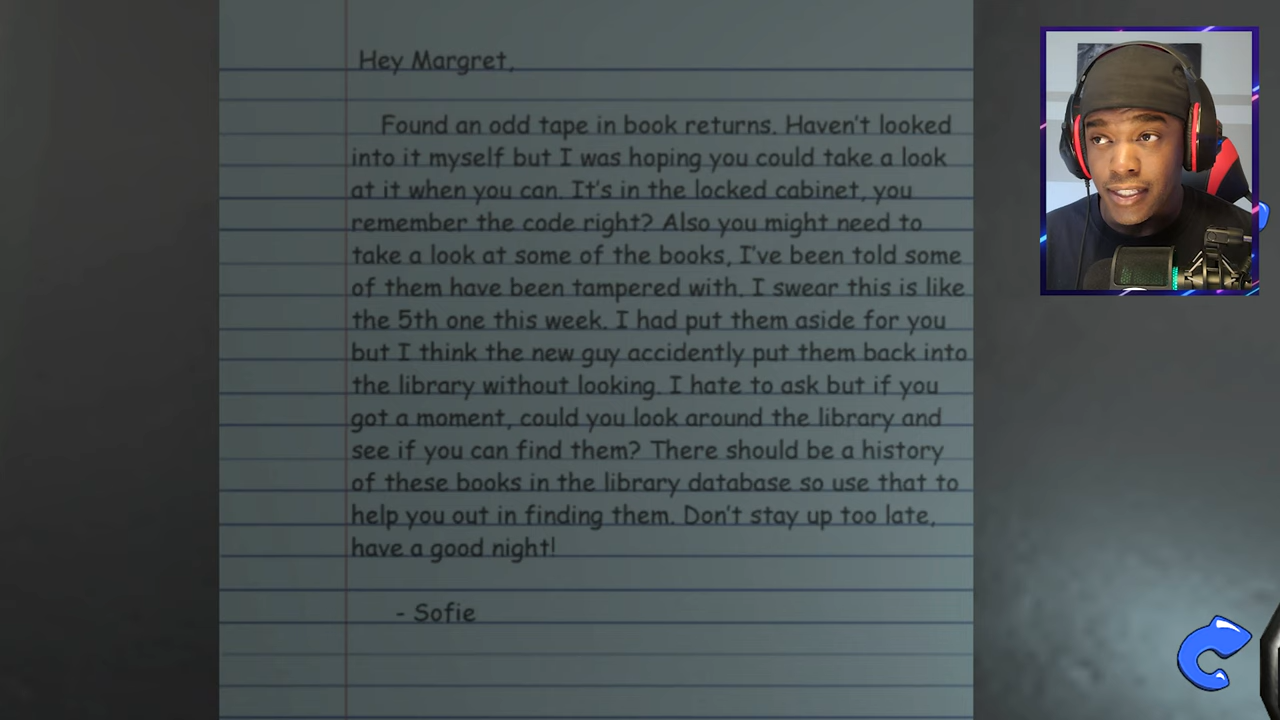 Hey Margret,
Found an odd tape in book returns. Haven't looked
into it myself but I was hoping you could take a look
at it when you can. It's in the locked cabinet, you
remember the code right? Also you might need to
take a look at some of the books, I've been told some
of them have been tampered with. I swear this is like
the 5th one this week. I had put them aside for you
but I think the new guy accidently put them back into
the library without looking. I hate to ask but if you
got a moment, could you look around the library and
see if you can find them? There should be a history
of these books in the library database so use that to
help you out in finding them. Don't stay up too late,
have a good night!
- Sofie